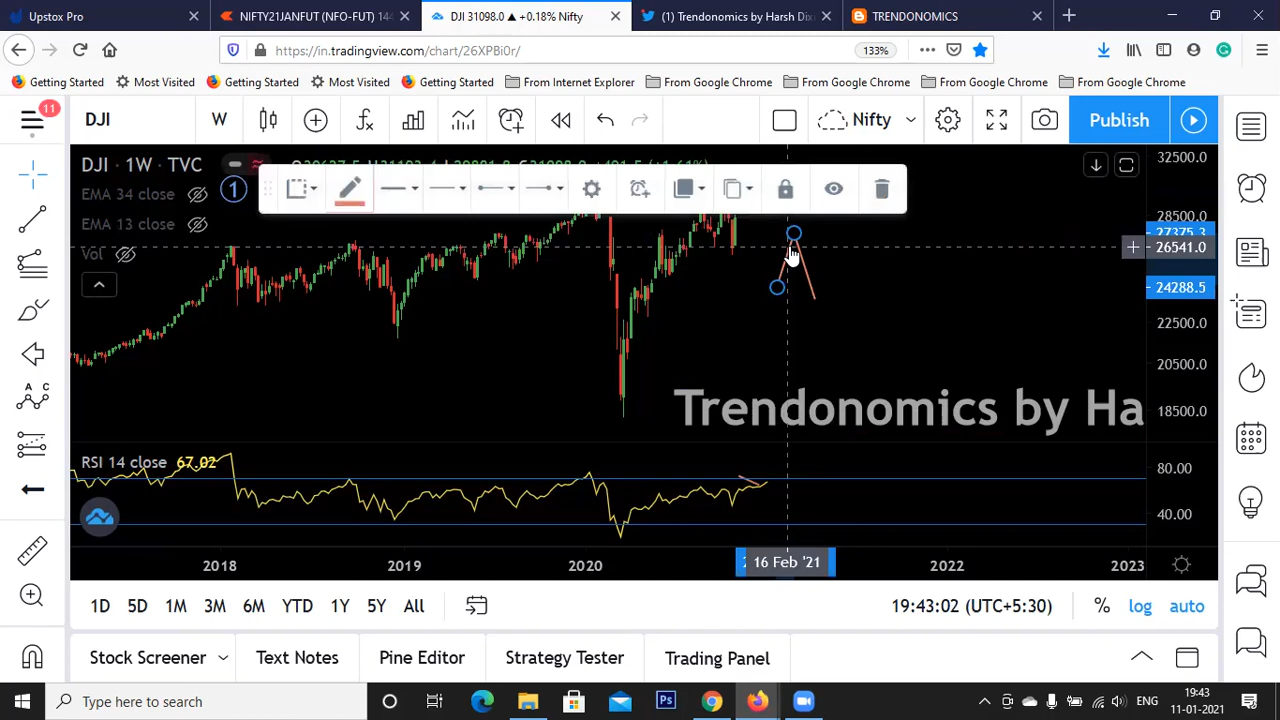 Upstox Pro
NIFTY21JANFUT (NFO-FUT) 144
DJI 31098.0 ▲ +0.18% Nifty
(1) Trendonomics by Harsh Dix
TRENDONOMICS
https://in.tradingview.com/chart/26XPBi0r/
133%
Getting Started
Most Visited
Getting Started
Most Visited
Getting Started
From Internet Explorer
From Google Chrome
From Google Chrome
From Google Chrome
From Google Chrome
11
DJI
W
Nifty
Publish
DJI · 1W · TVC
EMA 34 close
EMA 13 close
Vol
1
32500.0
28500.0
27375.3
26541.0
24288.5
22500.0
20500.0
18500.0
Trendonomics by Ha
RSI 14 close 67.02
80.00
40.00
2018
2019
2020
16 Feb '21
2022
2023
1D
5D
1M
3M
6M
YTD
1Y
5Y
All
19:43:02 (UTC+5:30)
%
log
auto
Stock Screener
Text Notes
Pine Editor
Strategy Tester
Trading Panel
Type here to search
Ps
ENG
19:43
11-01-2021